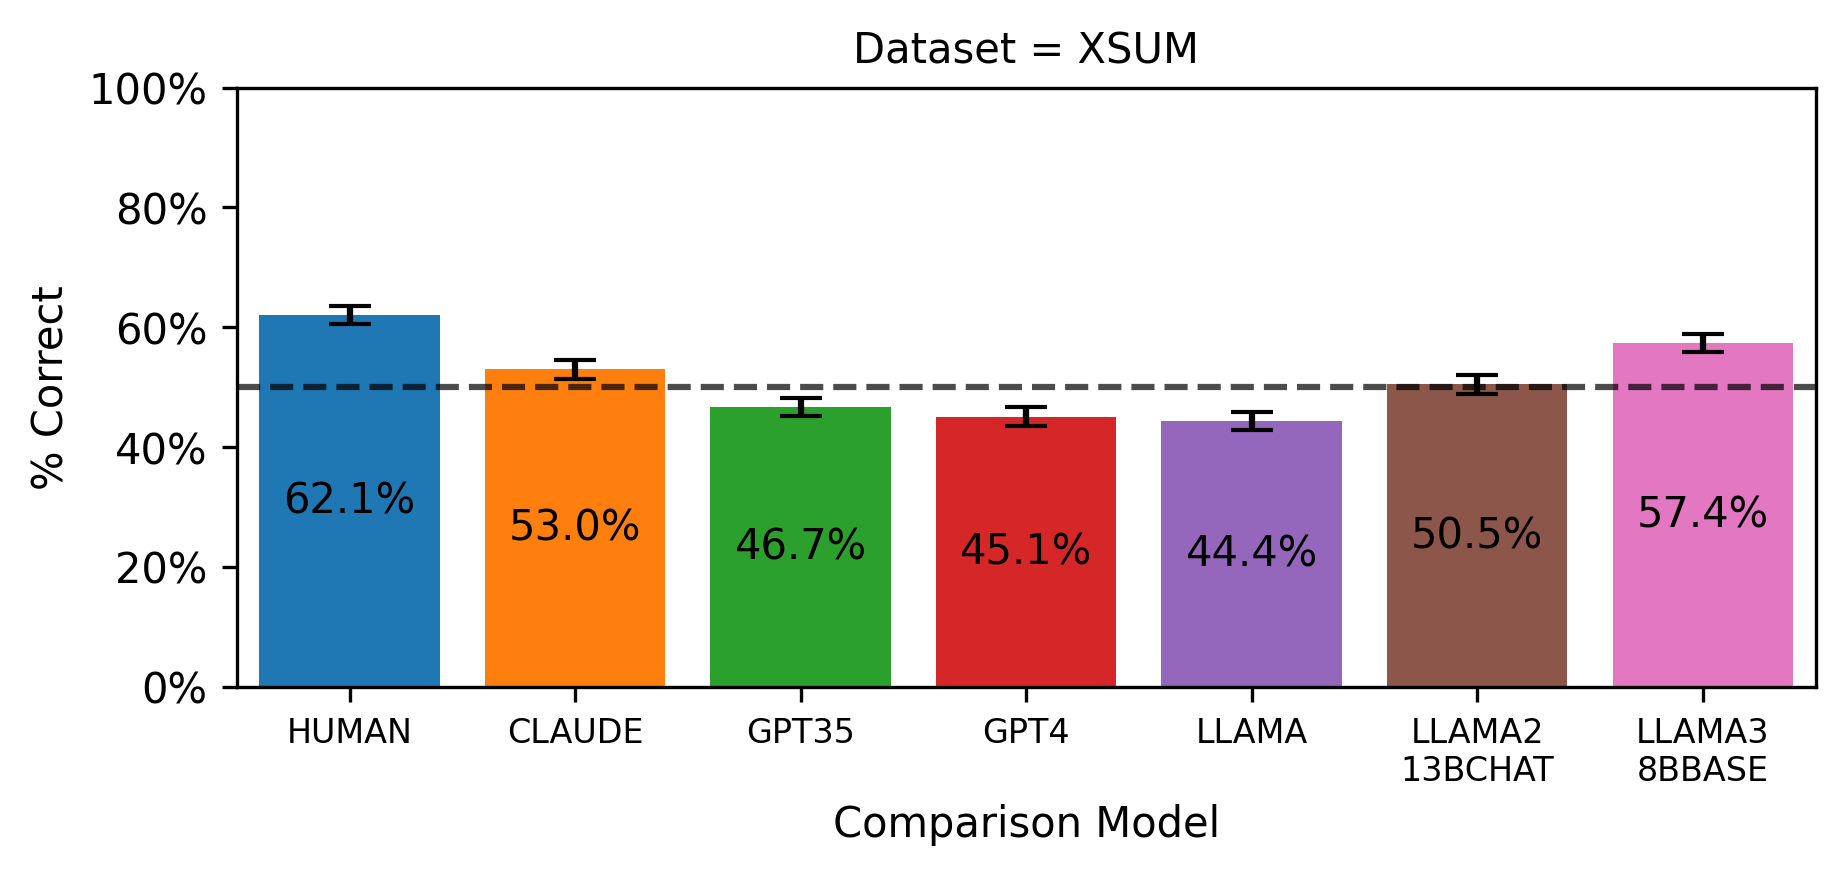 Dataset = XSUM
100%
80%
60%
40%
20%
0%
% Correct
62.1%
53.0%
46.7%
45.1%
44.4%
50.5%
57.4%
HUMAN
CLAUDE
GPT35
GPT4
LLAMA
LLAMA2
13BCHAT
LLAMA3
8BBASE
Comparison Model